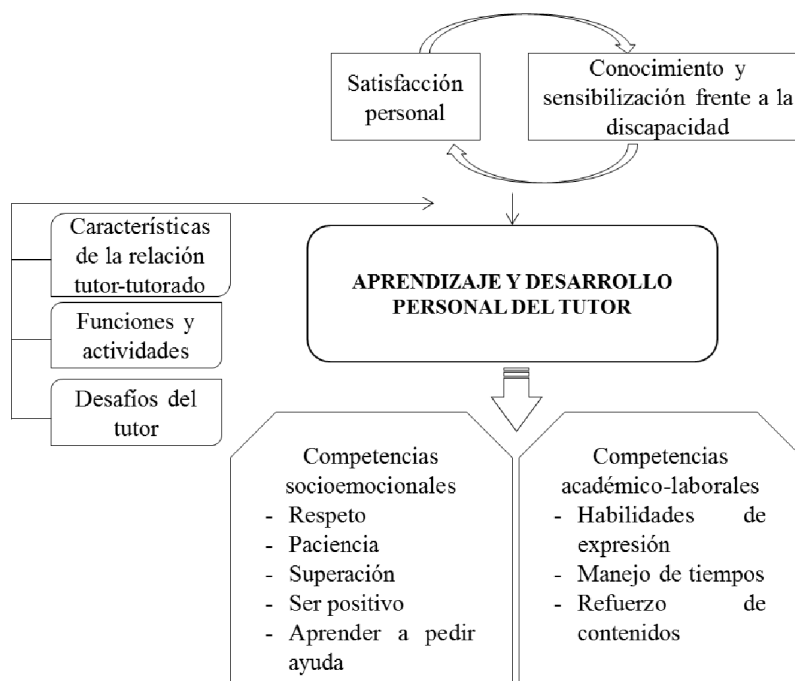 Satisfacción
personal
Conocimiento y
sensibilización frente a la
discapacidad
Características
de la relación
tutor-tutorado
Funciones y
actividades
Desafíos del
tutor
APRENDIZAJE Y DESARROLLO
PERSONAL DEL TUTOR
Competencias
socioemocionales
- Respeto
- Paciencia
- Superación
- Ser positivo
- Aprender a pedir
ayuda
Competencias
académico-laborales
- Habilidades de
expresión
- Manejo de tiempos
- Refuerzo de
contenidos